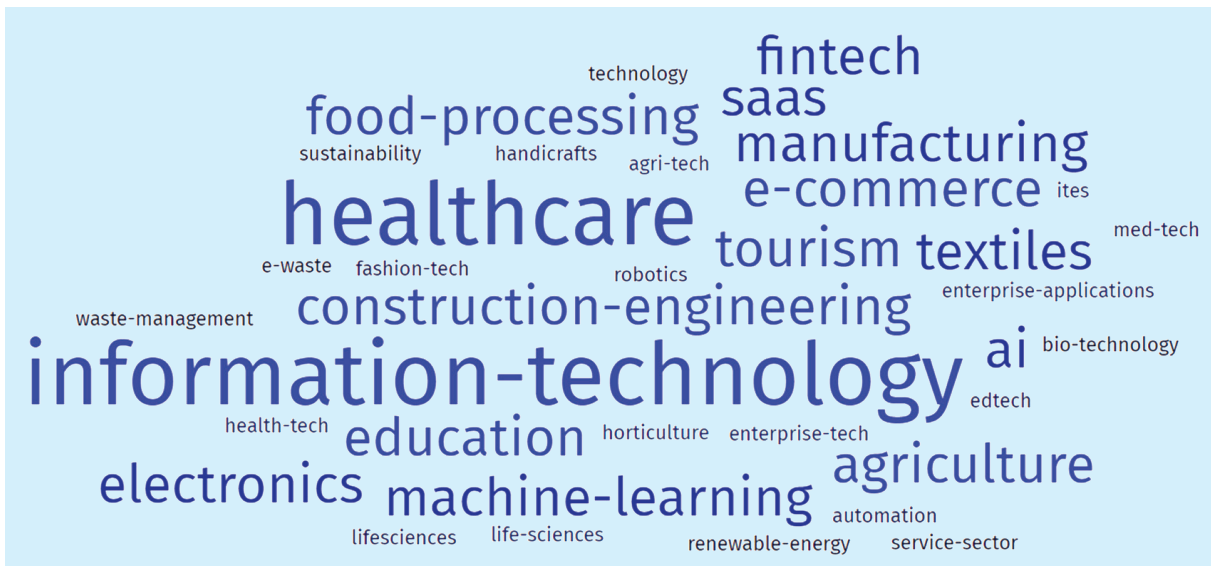 fintech
technology
saas
food-processing
manufacturing
sustainability
handicrafts
agri-tech
e-commerce
ites
healthcare
med-tech
tourism
textiles
e-waste
fashion-tech
robotics
enterprise-applications
construction-engineering
waste-management
ai
bio-technology
information-technology
edtech
health-tech
education
horticulture
enterprise-tech
agriculture
electronics
machine-learning
automation
lifesciences
life-sciences
renewable-energy
service-sector